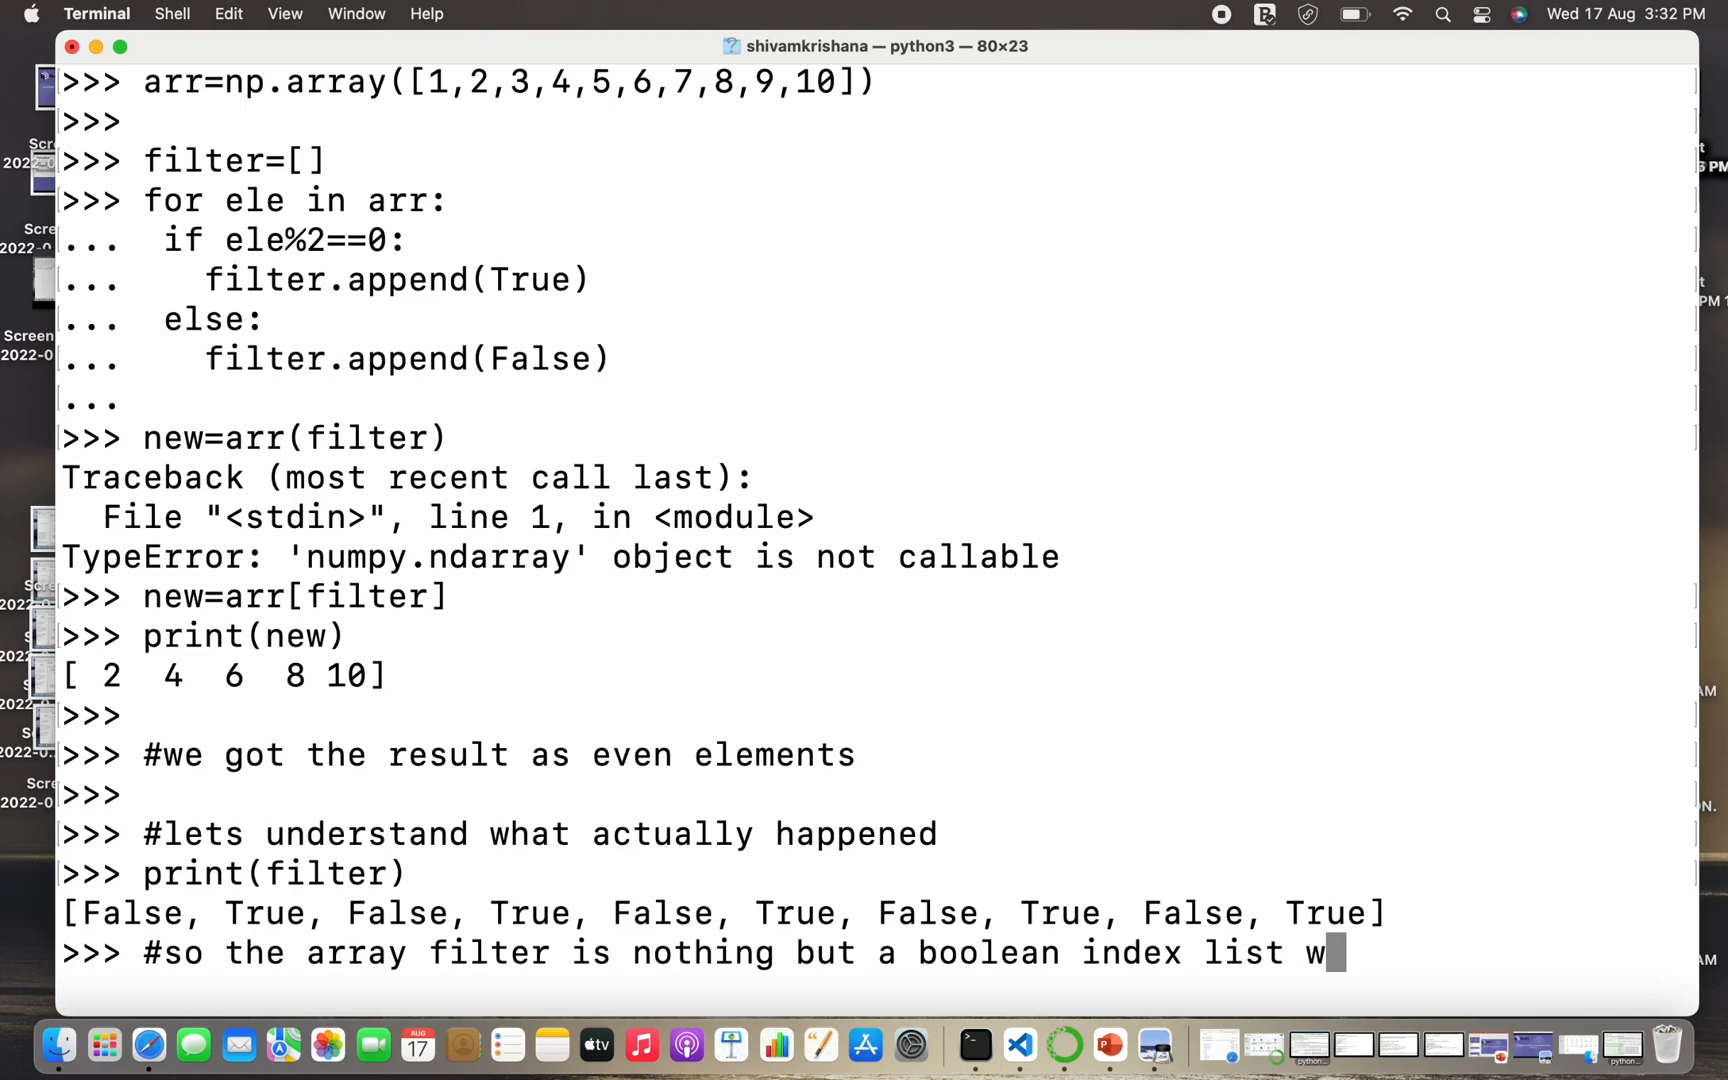 Terminal Shell Edit View Window Help Wed 17 Aug 3:32 PM
shivamkrishana — python3 — 80×23
>>> arr=np.array([1,2,3,4,5,6,7,8,9,10])
>>>
>>> filter=[]
>>> for ele in arr:
...  if ele%2==0:
...    filter.append(True)
...  else:
...    filter.append(False)
...
>>> new=arr(filter)
Traceback (most recent call last):
  File "<stdin>", line 1, in <module>
TypeError: 'numpy.ndarray' object is not callable
>>> new=arr[filter]
>>> print(new)
[ 2  4  6  8 10]
>>>
>>> #we got the result as even elements
>>>
>>> #lets understand what actually happened
>>> print(filter)
[False, True, False, True, False, True, False, True, False, True]
>>> #so the array filter is nothing but a boolean index list w
AUG
17
tv